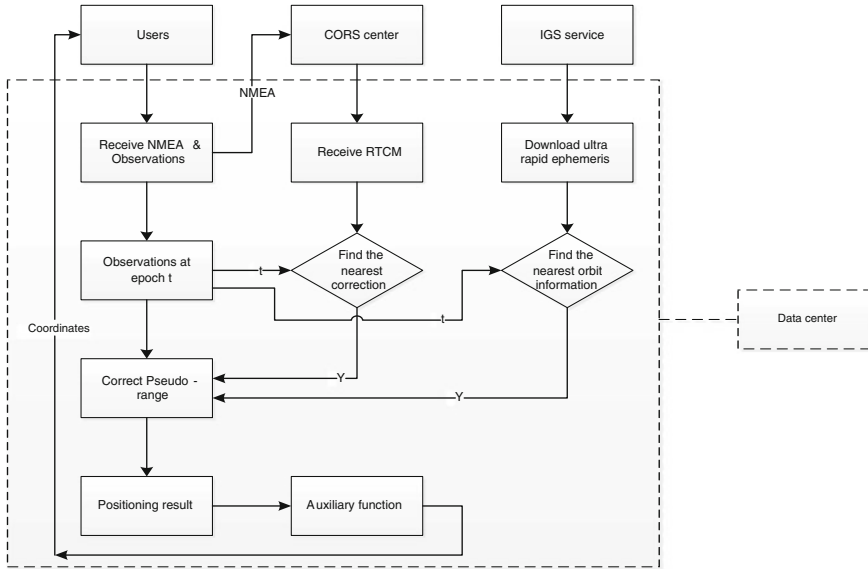 Users
CORS center
IGS service
NMEA
Receive NMEA &
Observations
Receive RTCM
Download ultra
rapid ephemeris
Observations at
epoch t
t
Find the
nearest
correction
Find the
nearest orbit
information
t
Coordinates
Data center
Correct Pseudo -
range
Y
Y
Positioning result
Auxiliary function